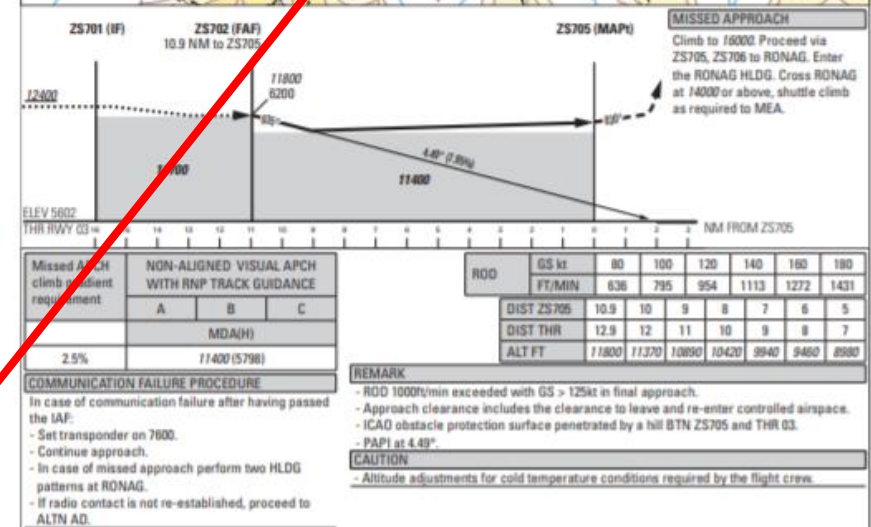 ZS701 (IF)
ZS702 (FAF)
10.9 NM to ZS705
ZS705 (MAPt)
MISSED APPROACH
Climb to 16000. Proceed via
ZS705, ZS706 to RONAG. Enter
the RONAG HLDG. Cross RONAG
at 14000 or above, shuttle climb
as required to MEA.
12400
11800
6200
4.49° (7.85%)
11400
ELEV 5602
THR RWY 03
NM FROM ZS705
Missed APCH
climb gradient
requirement
2.5%
NON-ALIGNED VISUAL APCH
WITH RNP TRACK GUIDANCE
A B C
MDA(H)
11400 (5798)
ROD GS kt 80 100 120 140 160 180
FT/MIN 636 795 954 1113 1272 1431
DIST ZS705 10.9 10 9 8 7 6 5
DIST THR 12.9 12 11 10 9 8 7
ALT FT 11800 11370 10890 10420 9940 9460 8980
COMMUNICATION FAILURE PROCEDURE
In case of communication failure after having passed
the IAF:
- Set transponder on 7600.
- Continue approach.
- In case of missed approach perform two HLDG
patterns at RONAG.
- If radio contact is not re-established, proceed to
ALTN AD.
REMARK
- ROD 1000ft/min exceeded with GS > 125kt in final approach.
- Approach clearance includes the clearance to leave and re-enter controlled airspace.
- ICAO obstacle protection surface penetrated by a hill BTN ZS705 and THR 03.
- PAPI at 4.49°.
CAUTION
- Altitude adjustments for cold temperature conditions required by the flight crew.